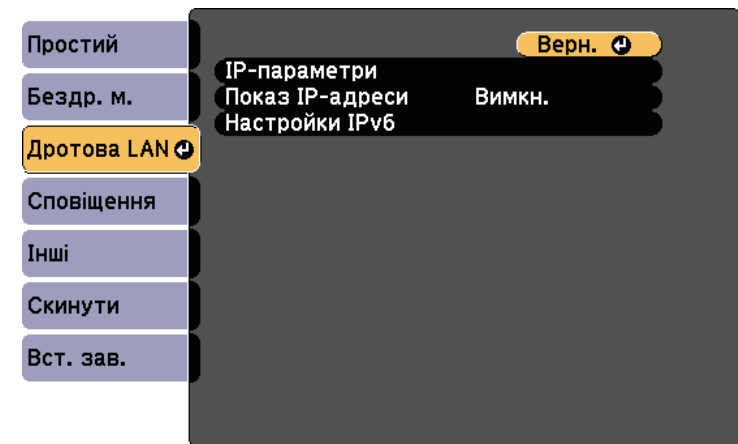 Простий
Бездр. м.
Дротова LAN
Сповіщення
Інші
Скинути
Вст. зав.
Верн.
IP-параметри
Показ IP-адреси Вимкн.
Настройки IPv6